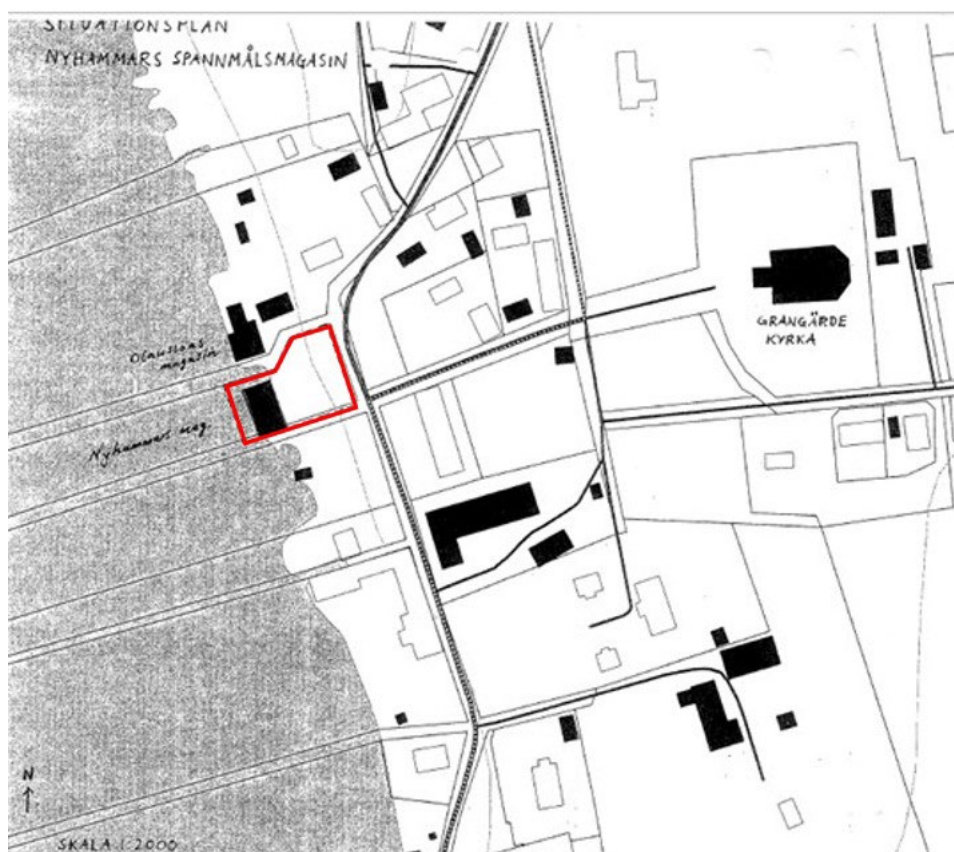 SITUATIONSPLAN
NYHAMMARS SPANNMÅLSMAGASIN
GRANGÄRDE
KYRKA
Olaussons
magasin
Nyhammars mag.
N
SKALA 1:2000